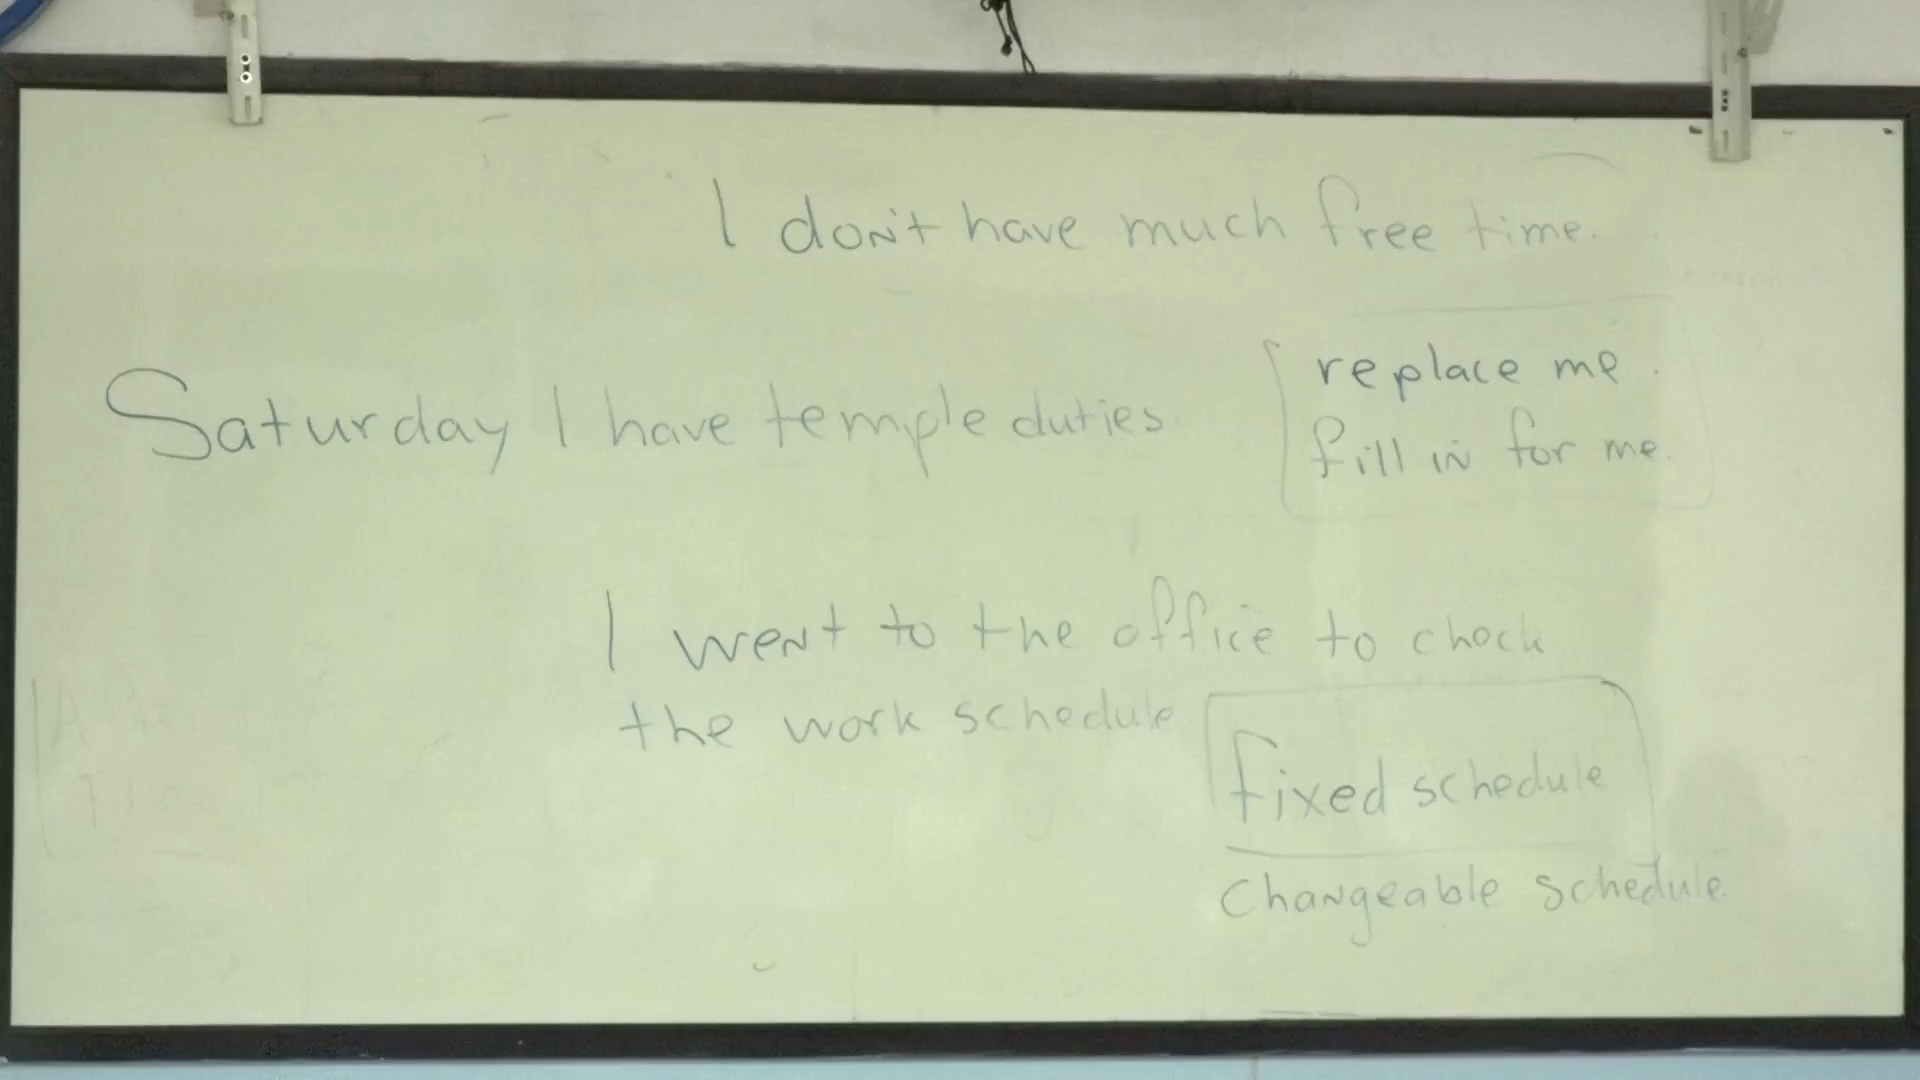 I don't have much free time.
Saturday I have temple duties.
replace me.
fill in for me.
I went to the office to check
the work schedule
fixed schedule
changeable schedule.